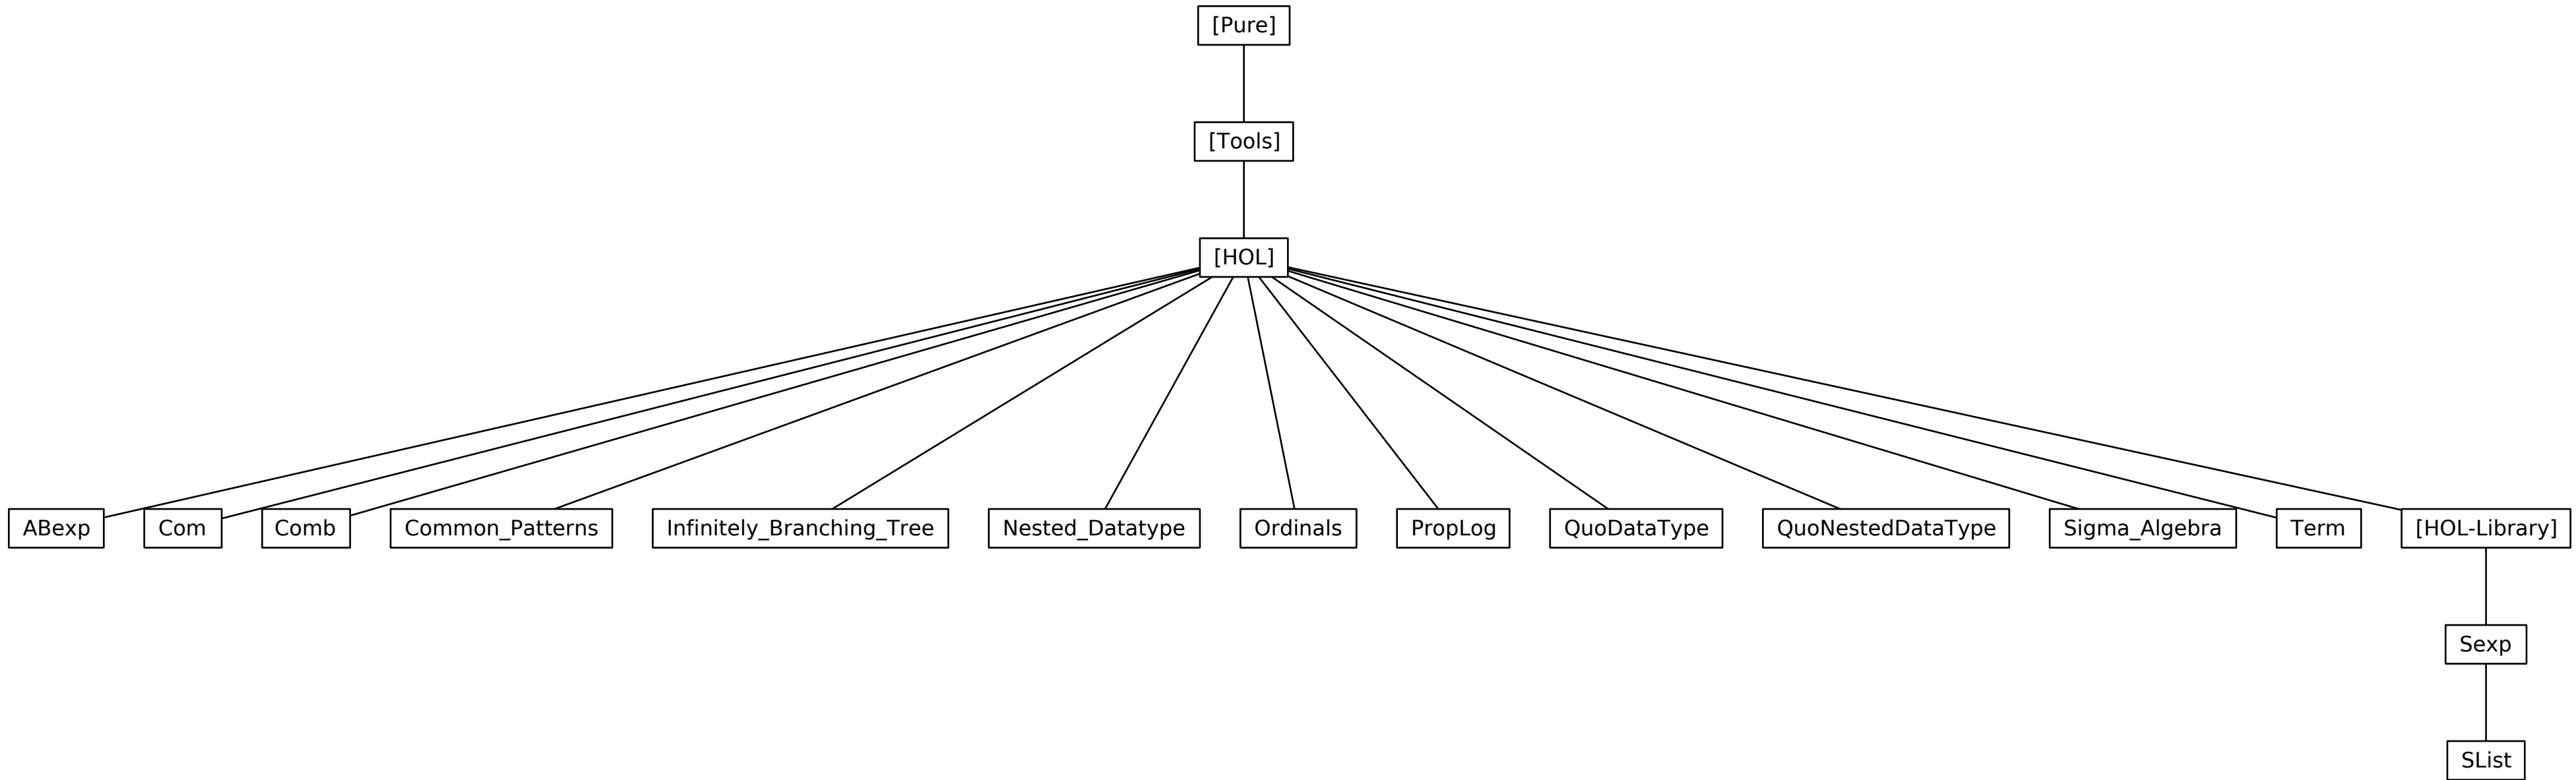 [Pure]
[Tools]
[HOL]
ABexp
Com
Comb
Common_Patterns
Infinitely_Branching_Tree
Nested_Datatype
Ordinals
PropLog
QuoDataType
QuoNestedDataType
Sigma_Algebra
Term
[HOL-Library]
Sexp
SList